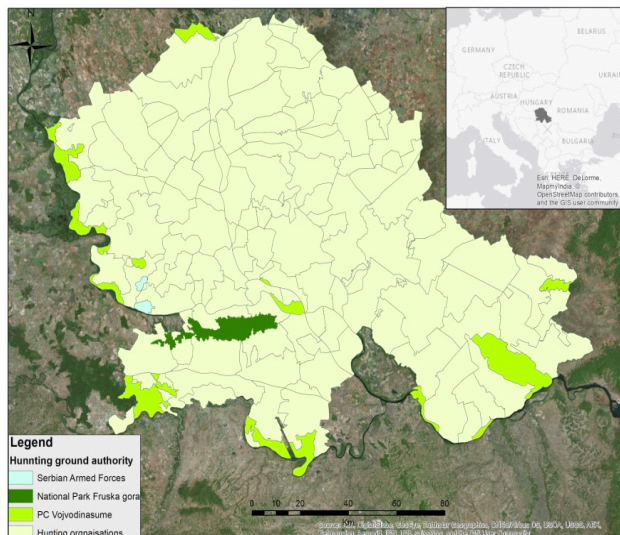 GERMANY
BELARUS
CZECH
REPUBLIC
UKRAIN
AUSTRIA
HUNGARY
ROMANIA
ITALY
BULGARIA
Esri, HERE, DeLorme,
MapmyIndia, ©
OpenStreetMap contributors,
and the GIS user community
Legend
Hunnting ground authority
Serbian Armed Forces
National Park Fruska gora
PC Vojvodinasume
Hunting orgnaisations
0 10 20 40 60 80